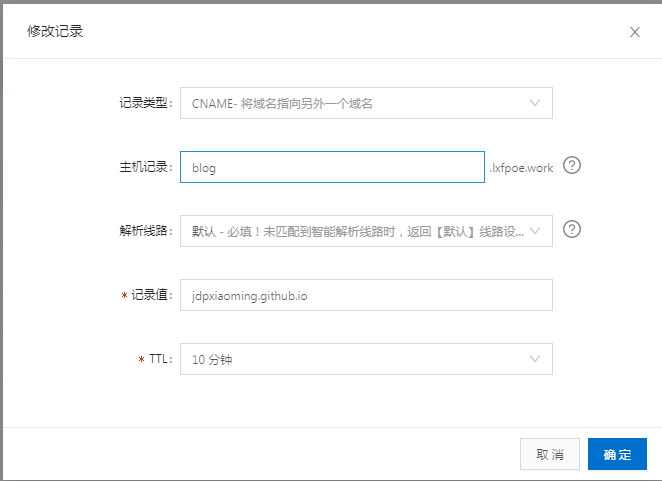 修改记录
记录类型:
CNAME- 将域名指向另外一个域名
主机记录:
blog
.lxfpoe.work
?
解析线路:
默认 - 必填！未匹配到智能解析线路时，返回【默认】线路设...
?
* 记录值:
jdpxiaoming.github.io
* TTL:
10 分钟
取消
确定